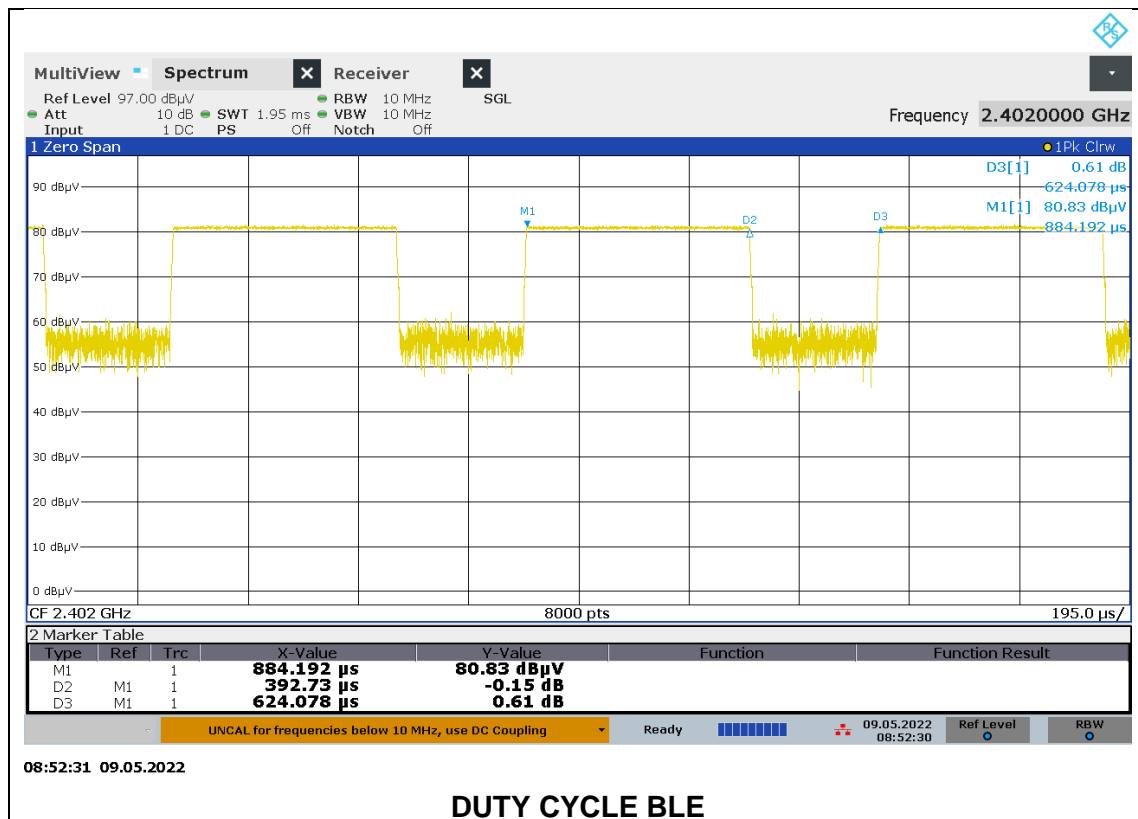 R&S
MultiView Spectrum X Receiver X
Ref Level 97.00 dBµV RBW 10 MHz SGL
Att 10 dB SWT 1.95 ms VBW 10 MHz
Input 1 DC PS Off Notch Off
Frequency 2.4020000 GHz
1 Zero Span 1Pk Clrw
D3[1] 0.61 dB
624.078 µs
M1[1] 80.83 dBµV
884.192 µs
90 dBµV
M1 D2 D3
80 dBµV
70 dBµV
60 dBµV
50 dBµV
40 dBµV
30 dBµV
20 dBµV
10 dBµV
0 dBµV
CF 2.402 GHz 8000 pts 195.0 µs/
2 Marker Table
Type Ref Trc X-Value Y-Value Function Function Result
M1 1 884.192 µs 80.83 dBµV
D2 M1 1 392.73 µs -0.15 dB
D3 M1 1 624.078 µs 0.61 dB
UNCAL for frequencies below 10 MHz, use DC Coupling Ready 09.05.2022 Ref Level RBW
08:52:30
08:52:31 09.05.2022
DUTY CYCLE BLE